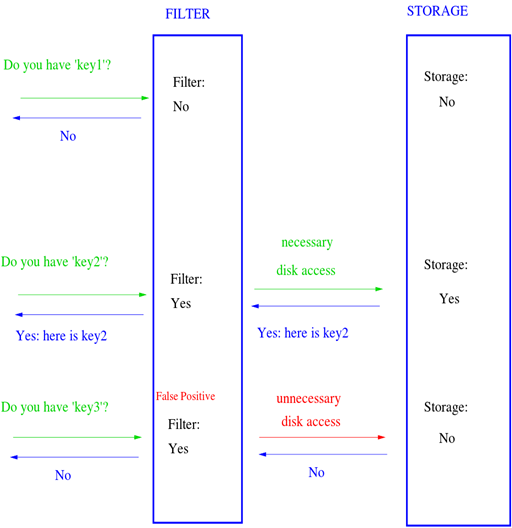 FILTER
STORAGE
Do you have 'key1'?
Filter:
No
Storage:
No
No
Do you have 'key2'?
Filter:
Yes
necessary
disk access
Storage:
Yes
Yes: here is key2
Yes: here is key2
False Positive
Do you have 'key3'?
Filter:
Yes
unnecessary
disk access
Storage:
No
No
No